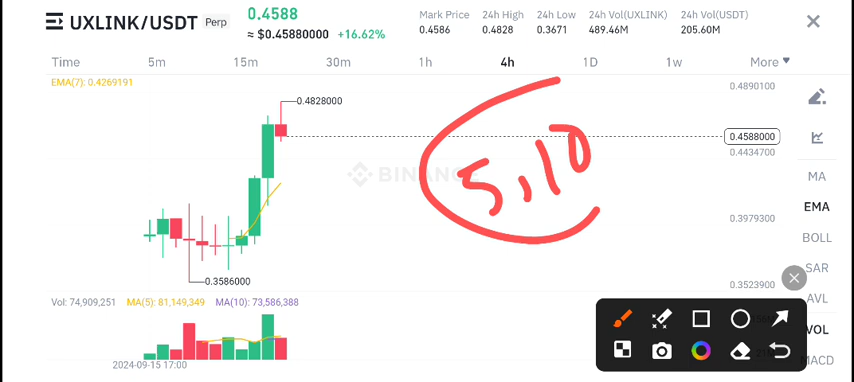 UXLINK/USDT Perp
0.4588
≈ $0.45880000 +16.62%
Mark Price 24h High 24h Low 24h Vol(UXLINK) 24h Vol(USDT)
0.4586 0.4828 0.3671 489.46M 205.60M
Time 5m 15m 30m 1h 4h 1D 1w More
EMA(7): 0.4269191
0.4890100
0.4828000
0.4588000
0.4434700
BINANCE
5,10
MA
EMA
0.3979300
BOLL
SAR
0.3586000
0.3523900
AVL
Vol: 74,909,251 MA(5): 81,149,349 MA(10): 73,586,388
VOL
MACD
2024-09-15 17:00